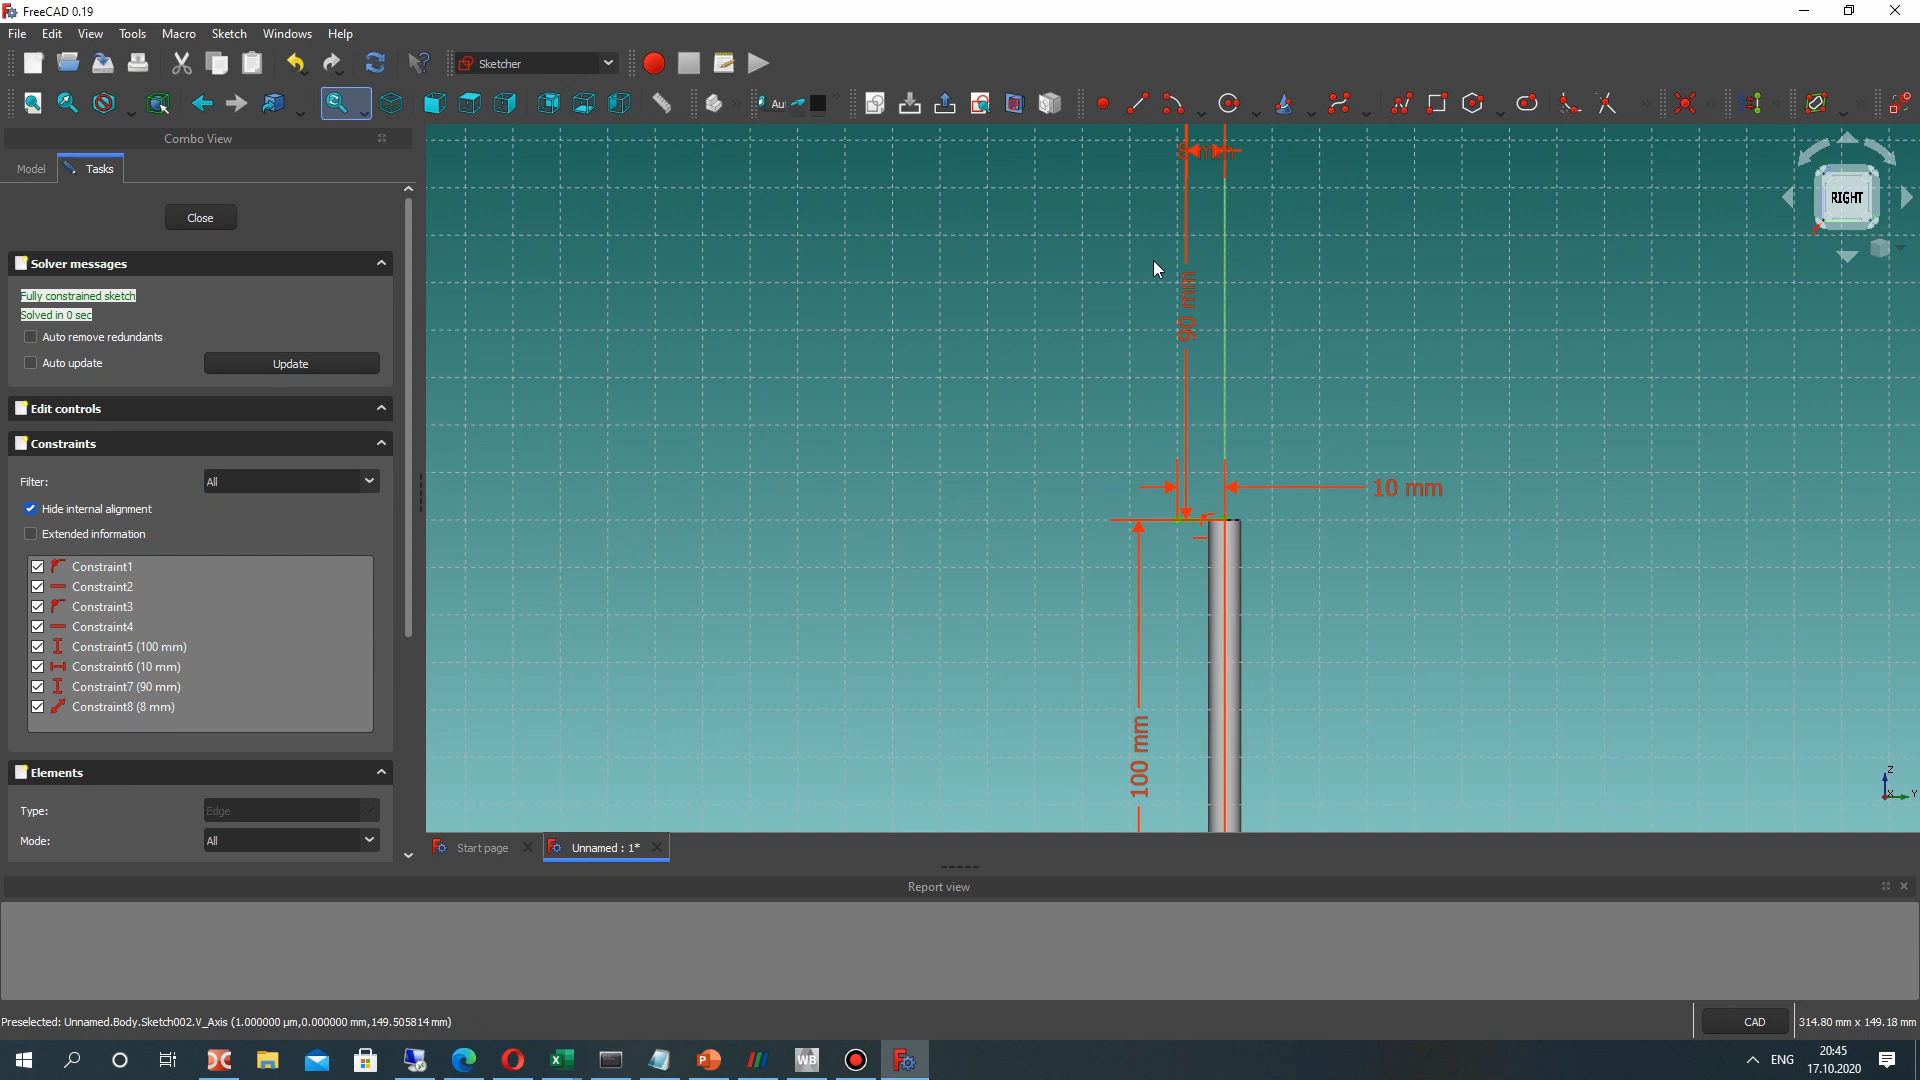 FreeCAD 0.19
File Edit View Tools Macro Sketch Windows Help
Sketcher
Aut
Combo View
Model Tasks
Close
Solver messages
Fully constrained sketch
Solved in 0 sec
Auto remove redundants
Auto update Update
Edit controls
Constraints
Filter: All
Hide internal alignment
Extended information
Constraint1
Constraint2
Constraint3
Constraint4
Constraint5 (100 mm)
Constraint6 (10 mm)
Constraint7 (90 mm)
Constraint8 (8 mm)
Elements
Type: Edge
Mode: All
8 mm
90 mm
10 mm
100 mm
RIGHT
Z
X Y
Start page Unnamed : 1*
Report view
Preselected: Unnamed.Body.Sketch002.V_Axis (1.000000 µm,0.000000 mm,149.505814 mm)
CAD 314.80 mm x 149.18 mm
WB
ENG
20:45
17.10.2020